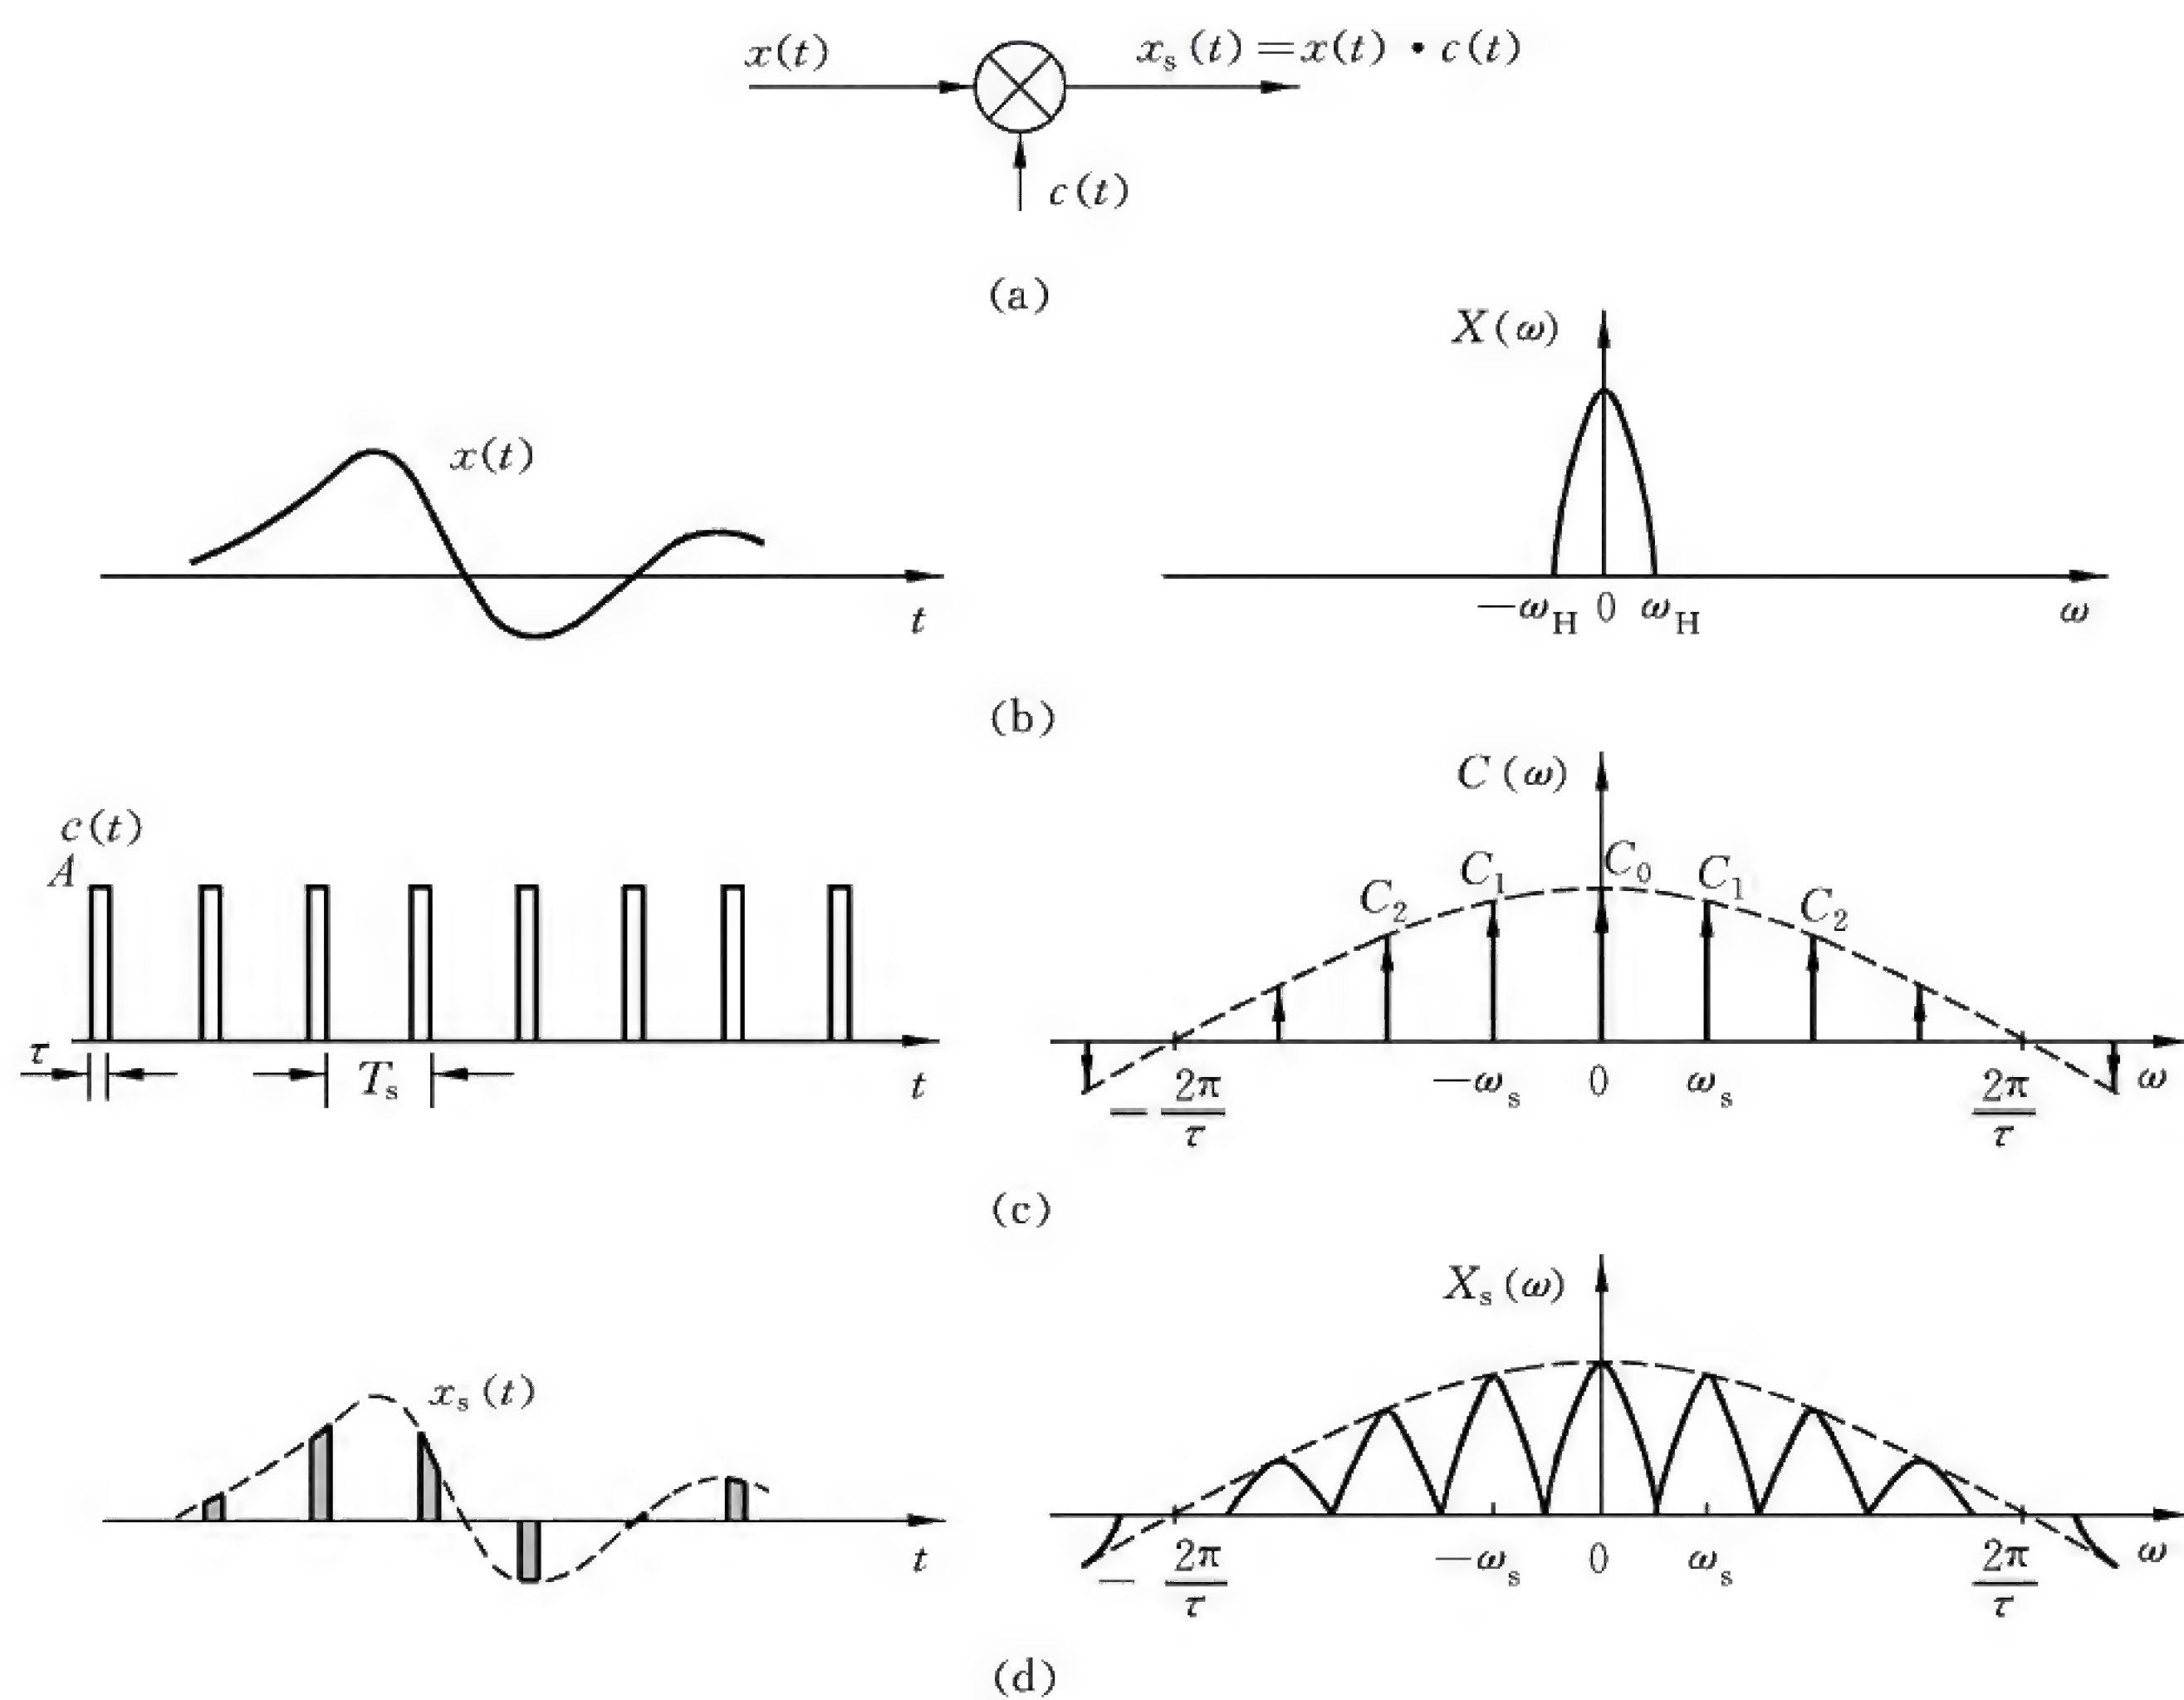 x(t)
x_s(t)=x(t)·c(t)
c(t)
(a)
x(t)
t
X(ω)
−ω_H 0 ω_H
ω
(b)
c(t)
A
τ
T_s
t
C(ω)
C_2 C_1 C_0 C_1 C_2
−2π/τ −ω_s 0 ω_s 2π/τ ω
(c)
x_s(t)
t
X_s(ω)
−2π/τ −ω_s 0 ω_s 2π/τ ω
(d)